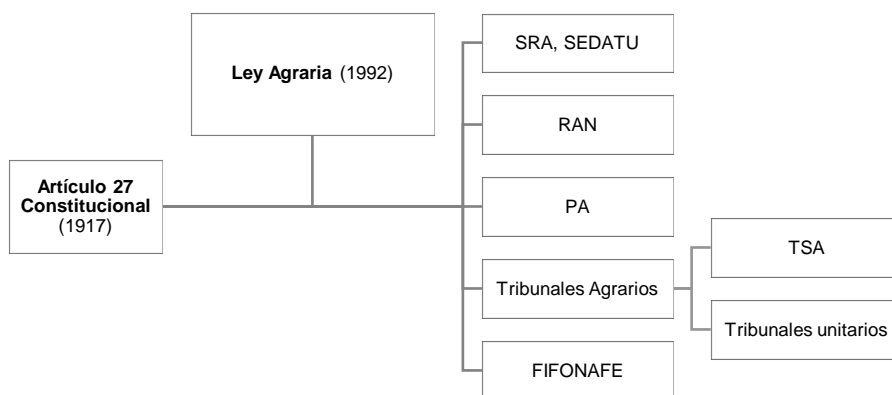 Ley Agraria (1992)
Artículo 27
Constitucional
(1917)
SRA, SEDATU
RAN
PA
Tribunales Agrarios
FIFONAFE
TSA
Tribunales unitarios